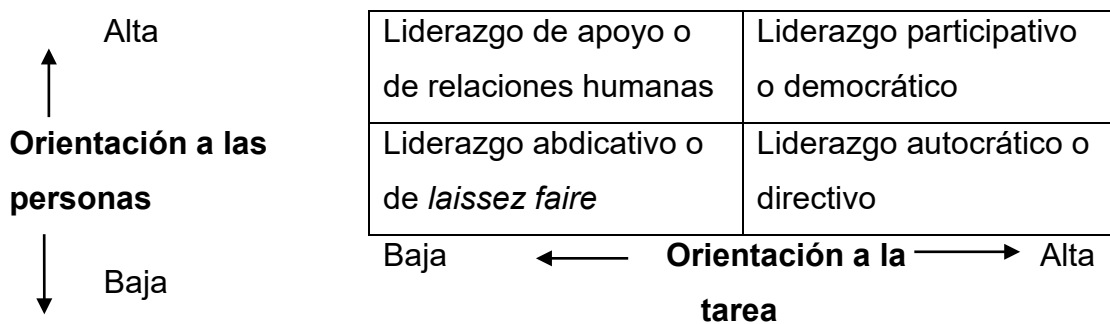 Alta
Liderazgo de apoyo o
de relaciones humanas
Liderazgo participativo
o democrático
Orientación a las
personas
Liderazgo abdicativo o
de laissez faire
Liderazgo autocrático o
directivo
Baja
Baja
Orientación a la
tarea
Alta